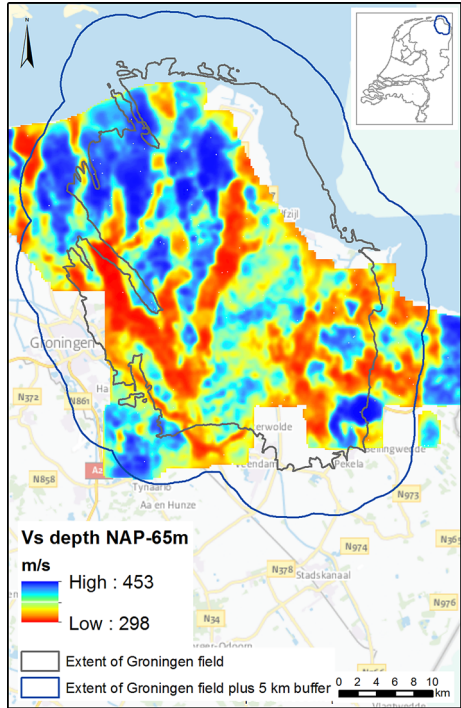 N
fzijl
Groningen
Ha
N372
N861
erwolde
Bellingwedde
Veendam
Pekela
N858
A2
Tynaarlo
Aa en Hunze
N973
N974
N378
Stadskanaal
N976
N34
Vs depth NAP-65m
m/s
High : 453
Low : 298
Extent of Groningen field
Extent of Groningen field plus 5 km buffer
0 2 4 6 8 10
km